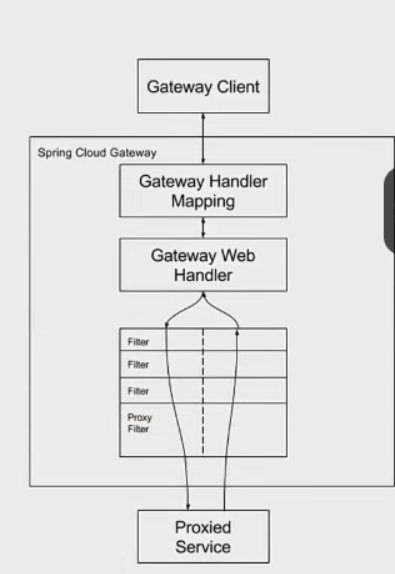 Gateway Client
Spring Cloud Gateway
Gateway Handler
Mapping
Gateway Web
Handler
Filter
Filter
Filter
Proxy
Filter
Proxied
Service